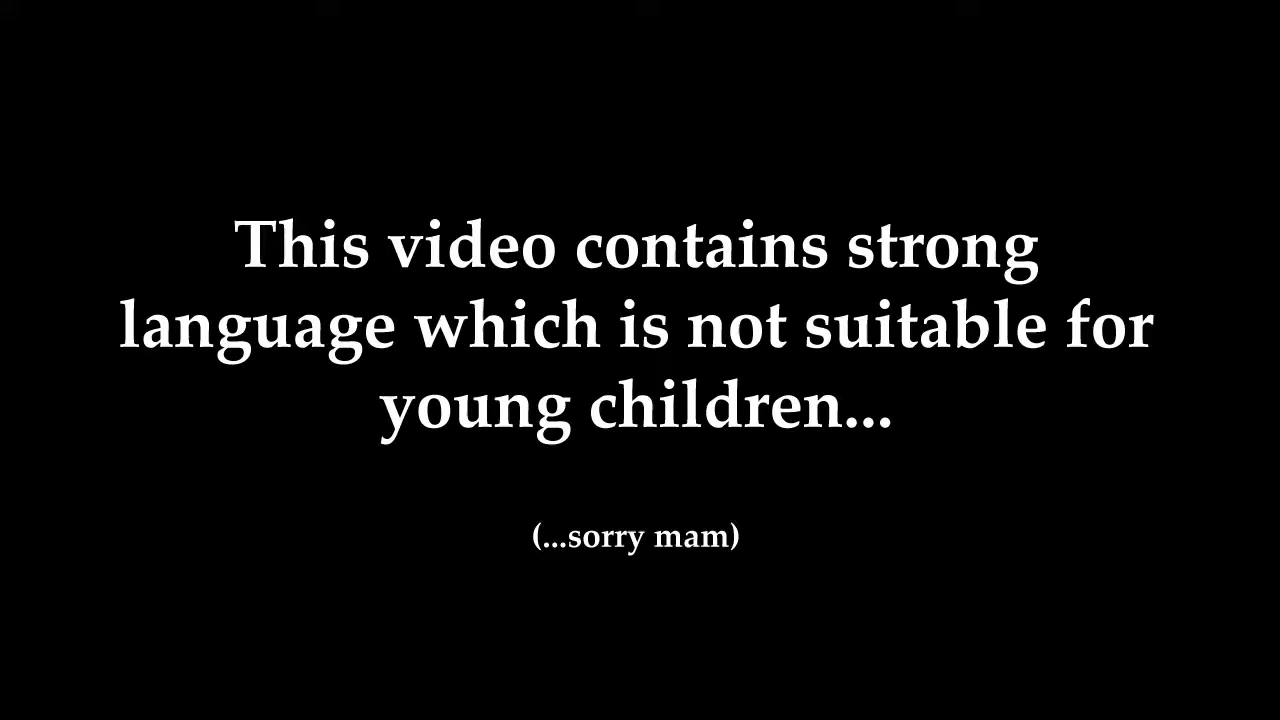 This video contains strong
language which is not suitable for
young children...
(...sorry mam)